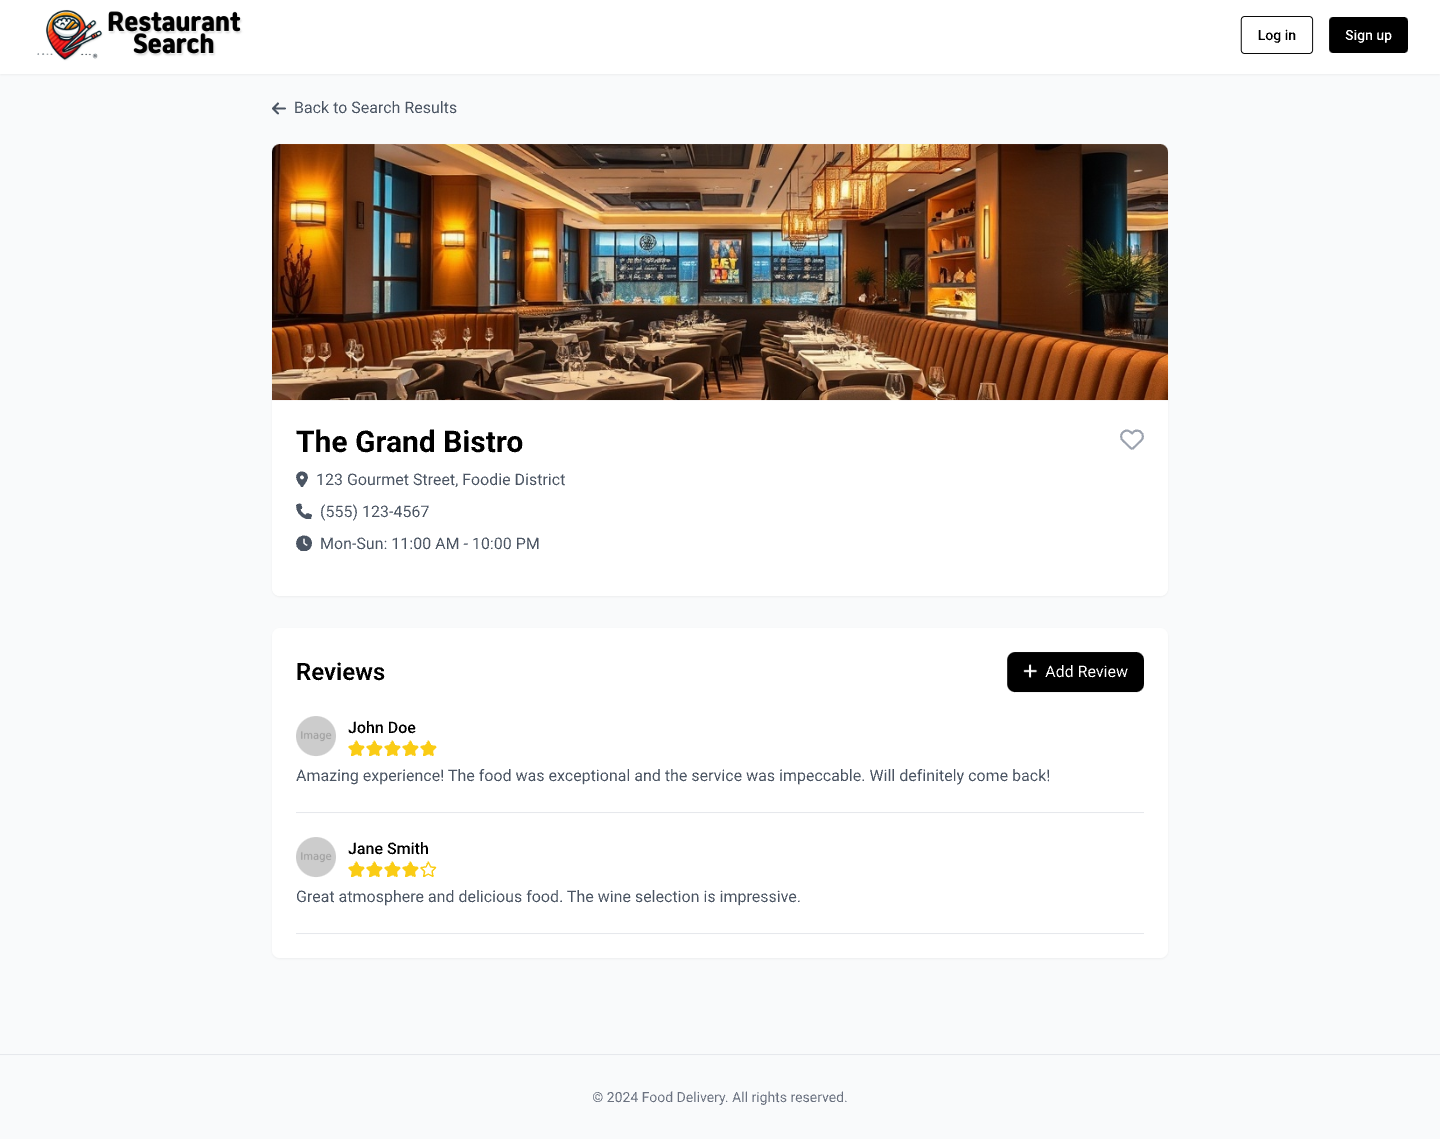 Restaurant
Search
Log in
Sign up
Back to Search Results
The Grand Bistro
123 Gourmet Street, Foodie District
(555) 123-4567
Mon-Sun: 11:00 AM - 10:00 PM
Reviews
Add Review
Image
John Doe
Amazing experience! The food was exceptional and the service was impeccable. Will definitely come back!
Image
Jane Smith
Great atmosphere and delicious food. The wine selection is impressive.
© 2024 Food Delivery. All rights reserved.